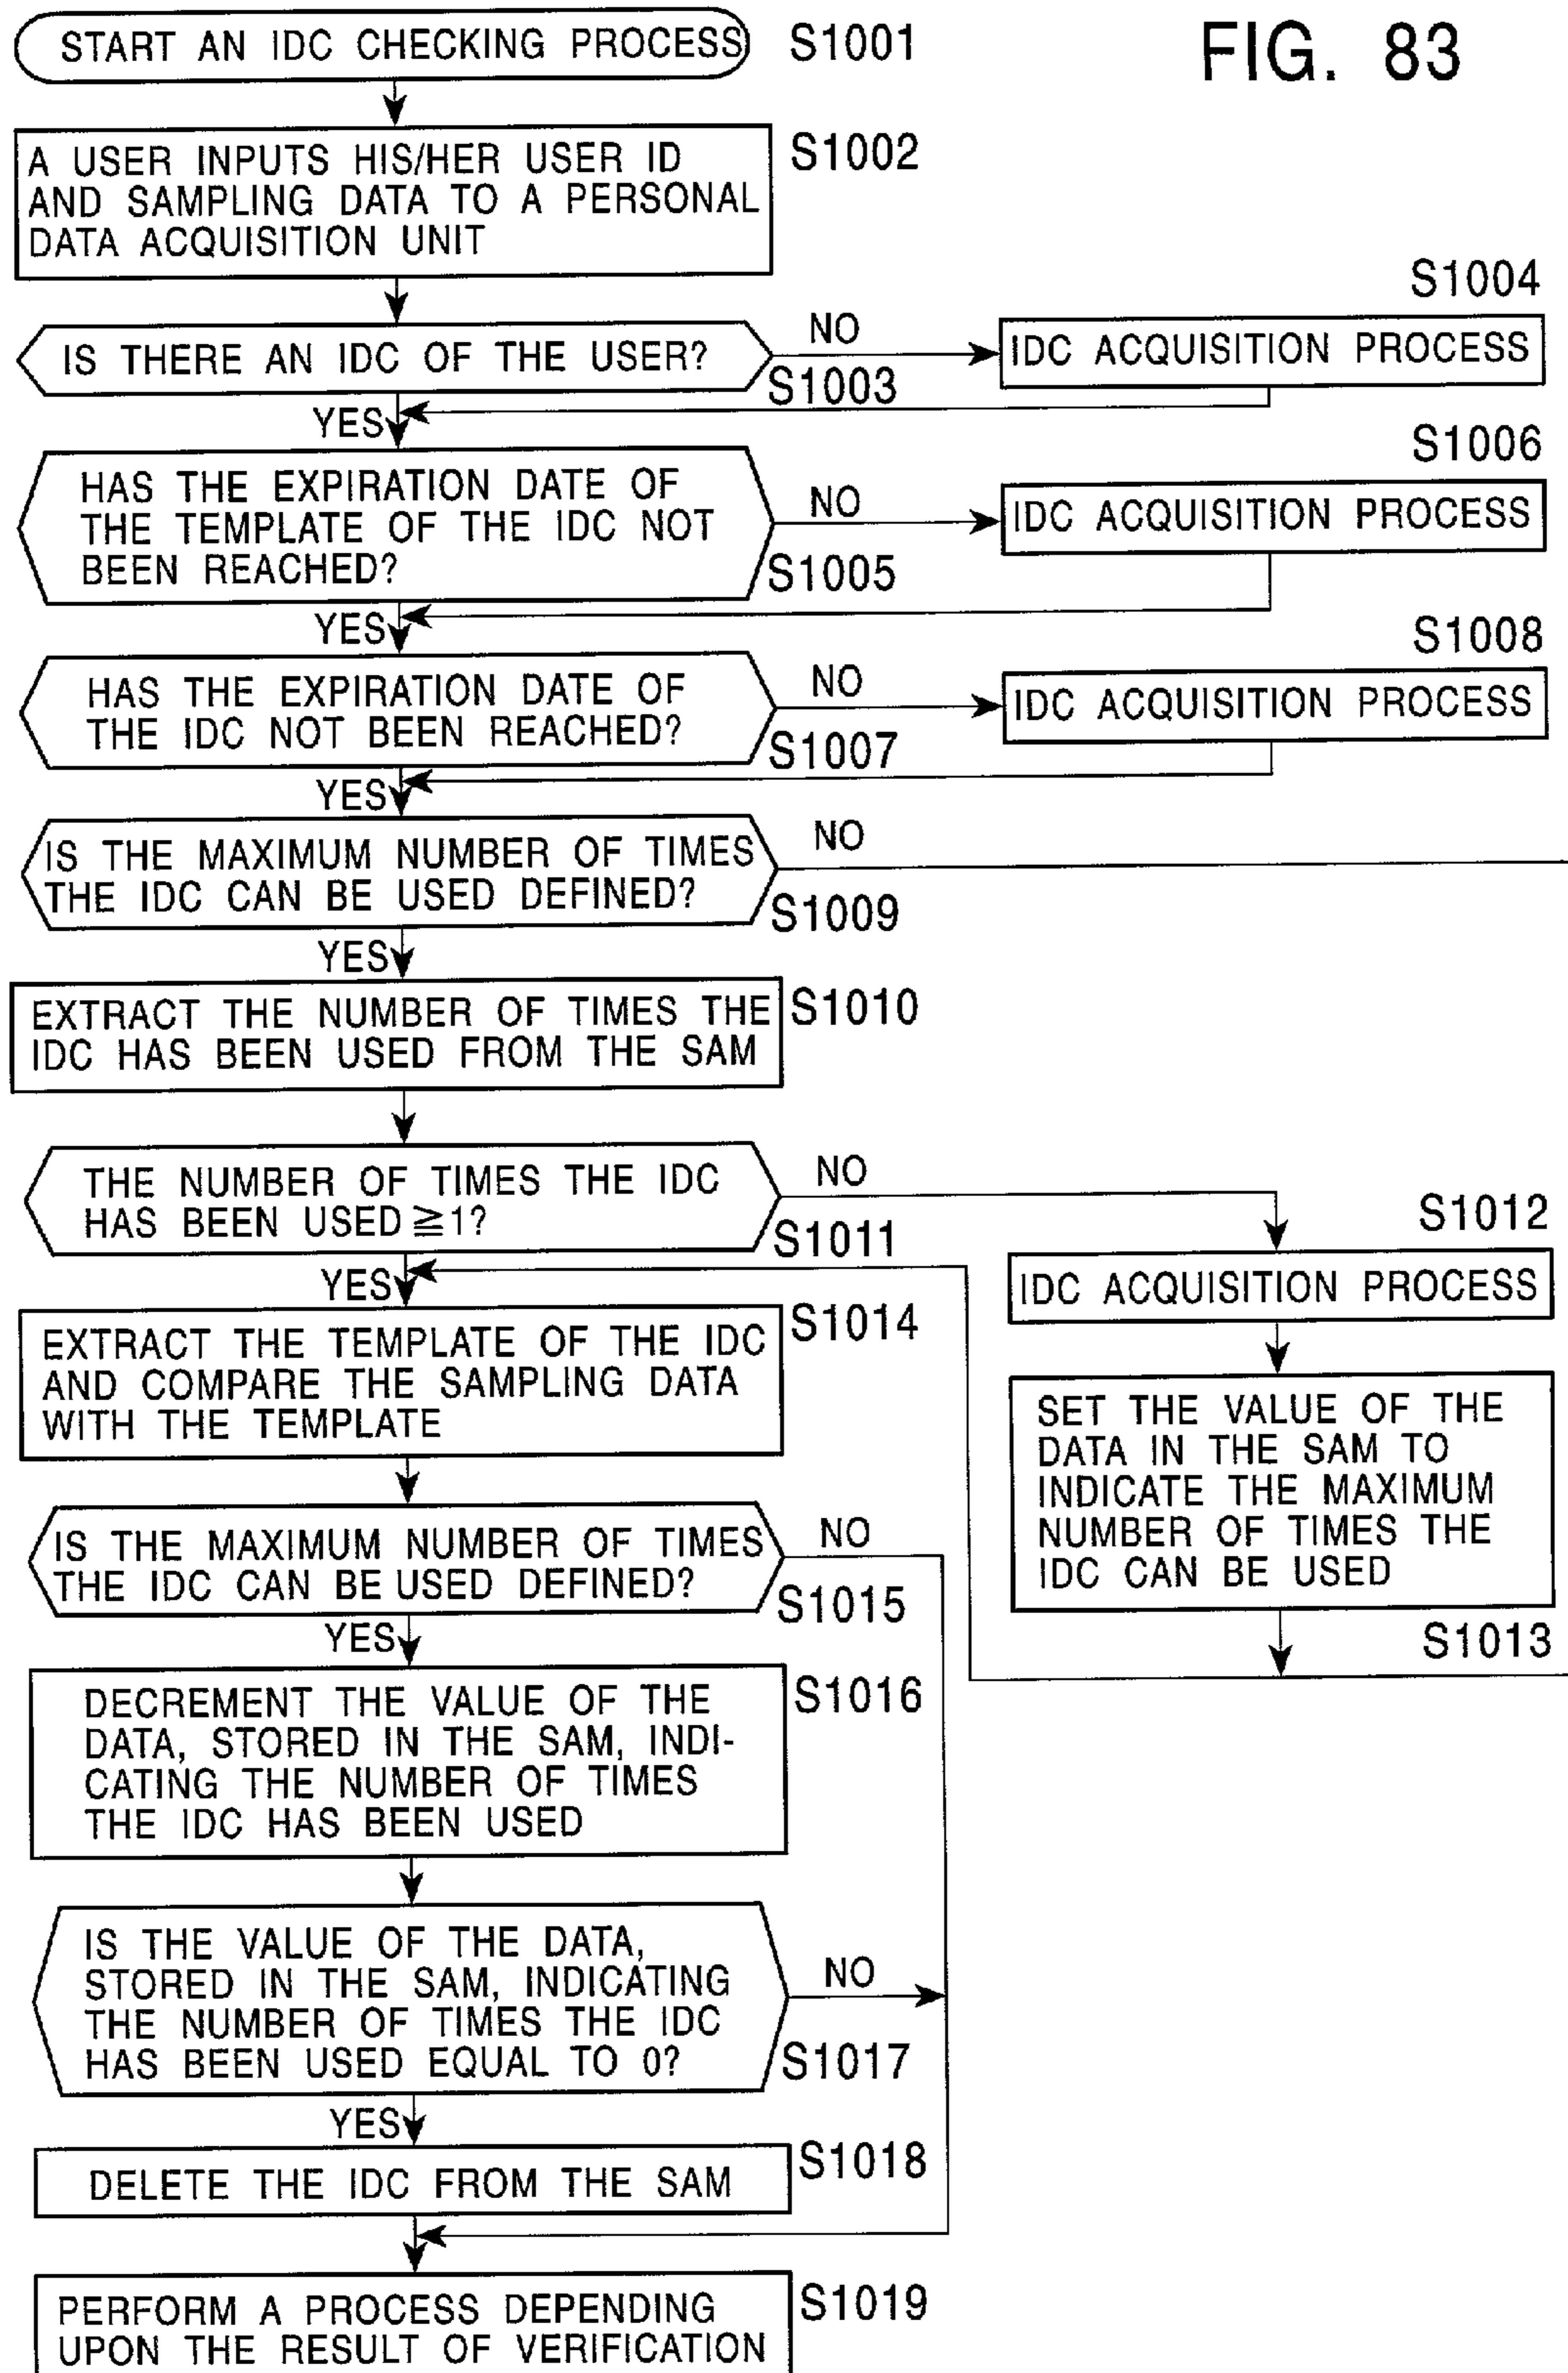 FIG. 83
START AN IDC CHECKING PROCESS
S1001
A USER INPUTS HIS/HER USER ID
AND SAMPLING DATA TO A PERSONAL
DATA ACQUISITION UNIT
S1002
IS THERE AN IDC OF THE USER?
NO
S1003
S1004
IDC ACQUISITION PROCESS
YES
HAS THE EXPIRATION DATE OF
THE TEMPLATE OF THE IDC NOT
BEEN REACHED?
NO
S1005
S1006
IDC ACQUISITION PROCESS
YES
HAS THE EXPIRATION DATE OF
THE IDC NOT BEEN REACHED?
NO
S1007
S1008
IDC ACQUISITION PROCESS
YES
IS THE MAXIMUM NUMBER OF TIMES
THE IDC CAN BE USED DEFINED?
NO
S1009
YES
EXTRACT THE NUMBER OF TIMES THE
IDC HAS BEEN USED FROM THE SAM
S1010
THE NUMBER OF TIMES THE IDC
HAS BEEN USED ≧ 1?
NO
S1011
S1012
IDC ACQUISITION PROCESS
SET THE VALUE OF THE
DATA IN THE SAM TO
INDICATE THE MAXIMUM
NUMBER OF TIMES THE
IDC CAN BE USED
S1013
YES
EXTRACT THE TEMPLATE OF THE IDC
AND COMPARE THE SAMPLING DATA
WITH THE TEMPLATE
S1014
IS THE MAXIMUM NUMBER OF TIMES
THE IDC CAN BE USED DEFINED?
NO
S1015
YES
DECREMENT THE VALUE OF THE
DATA, STORED IN THE SAM, INDI-
CATING THE NUMBER OF TIMES
THE IDC HAS BEEN USED
S1016
IS THE VALUE OF THE DATA,
STORED IN THE SAM, INDICATING
THE NUMBER OF TIMES THE IDC
HAS BEEN USED EQUAL TO 0?
NO
S1017
YES
DELETE THE IDC FROM THE SAM
S1018
PERFORM A PROCESS DEPENDING
UPON THE RESULT OF VERIFICATION
S1019